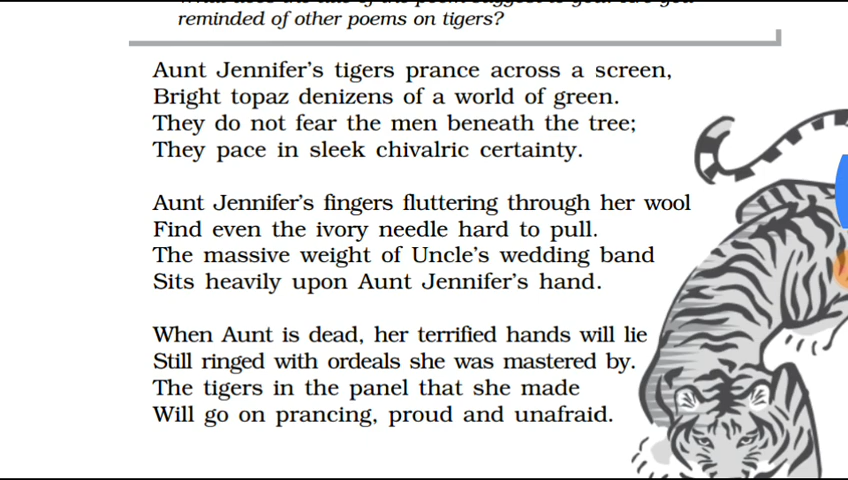 reminded of other poems on tigers?
Aunt Jennifer's tigers prance across a screen,
Bright topaz denizens of a world of green.
They do not fear the men beneath the tree;
They pace in sleek chivalric certainty.
Aunt Jennifer's fingers fluttering through her wool
Find even the ivory needle hard to pull.
The massive weight of Uncle's wedding band
Sits heavily upon Aunt Jennifer's hand.
When Aunt is dead, her terrified hands will lie
Still ringed with ordeals she was mastered by.
The tigers in the panel that she made
Will go on prancing, proud and unafraid.